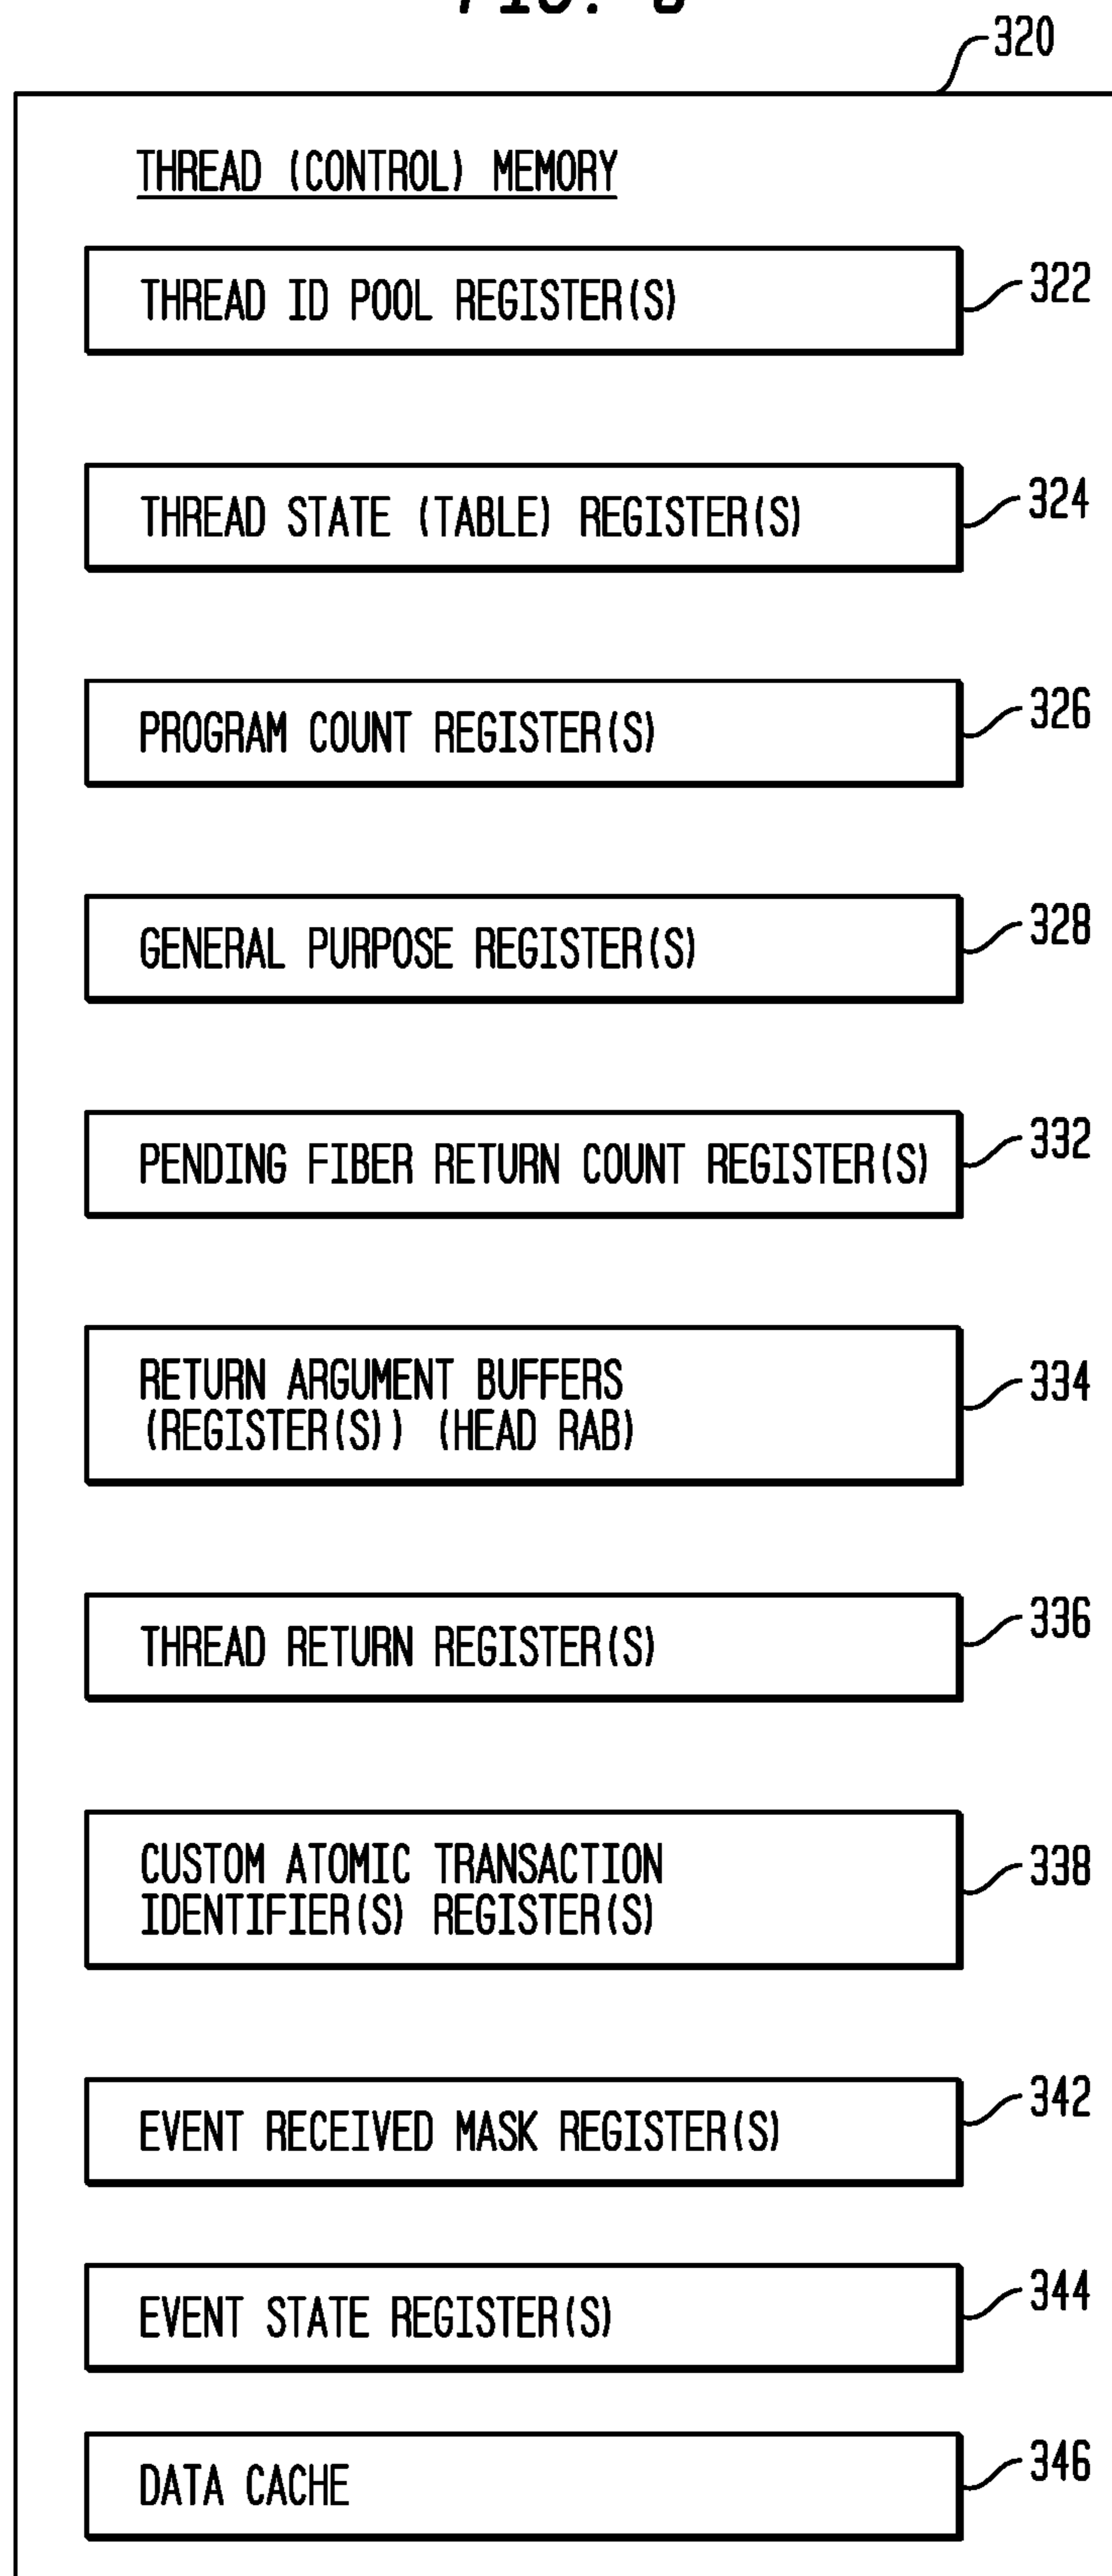 FIG.
320
THREAD (CONTROL) MEMORY
THREAD ID POOL REGISTER(S)
322
THREAD STATE (TABLE) REGISTER(S)
324
PROGRAM COUNT REGISTER(S)
326
GENERAL PURPOSE REGISTER(S)
328
PENDING FIBER RETURN COUNT REGISTER(S)
332
RETURN ARGUMENT BUFFERS
(REGISTER(S)) (HEAD RAB)
334
THREAD RETURN REGISTER(S)
336
CUSTOM ATOMIC TRANSACTION
IDENTIFIER(S) REGISTER(S)
338
EVENT RECEIVED MASK REGISTER(S)
342
EVENT STATE REGISTER(S)
344
DATA CACHE
346